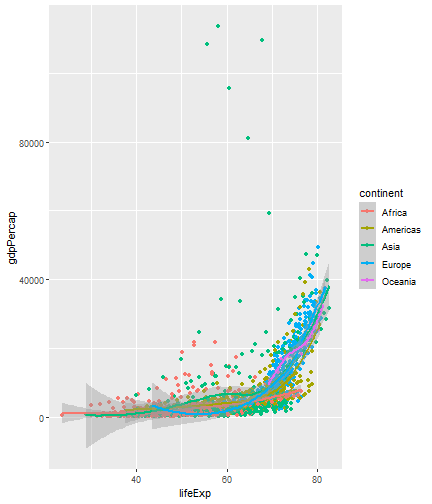 80000
40000
0
gdpPercap
40
60
80
lifeExp
continent
Africa
Americas
Asia
Europe
Oceania